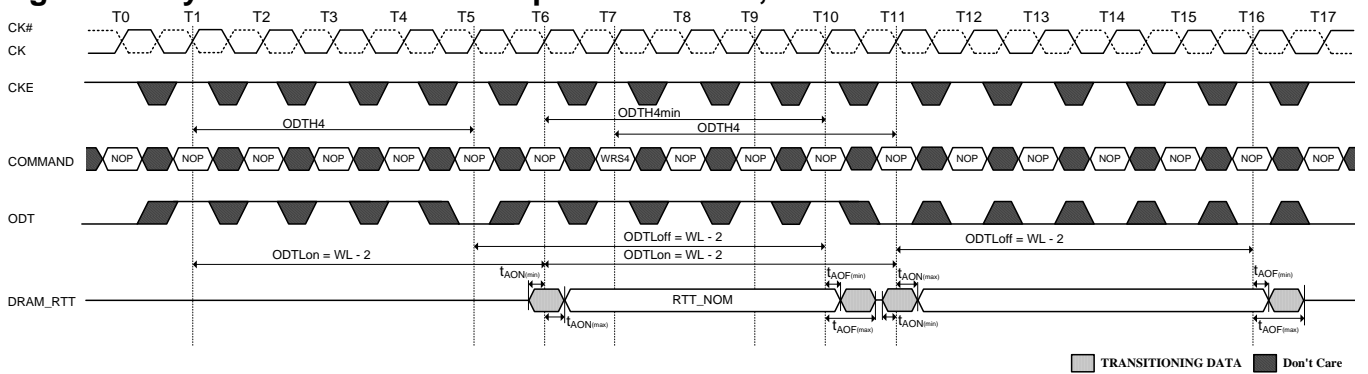 T0 T1 T2 T3 T4 T5 T6 T7 T8 T9 T10 T11 T12 T13 T14 T15 T16 T17
CK#
CK
CKE
ODTH4min
ODTH4
ODTH4
COMMAND NOP NOP NOP NOP NOP NOP NOP WRS4 NOP NOP NOP NOP NOP NOP NOP NOP NOP NOP
ODT
ODTLoff = WL - 2 ODTLoff = WL - 2
ODTLon = WL - 2 ODTLon = WL - 2
tAON(min) tAOF(min) tAON(max) tAOF(min)
DRAM_RTT RTT_NOM
tAON(max) tAOF(max) tAON(min) tAOF(max)
TRANSITIONING DATA Don't Care